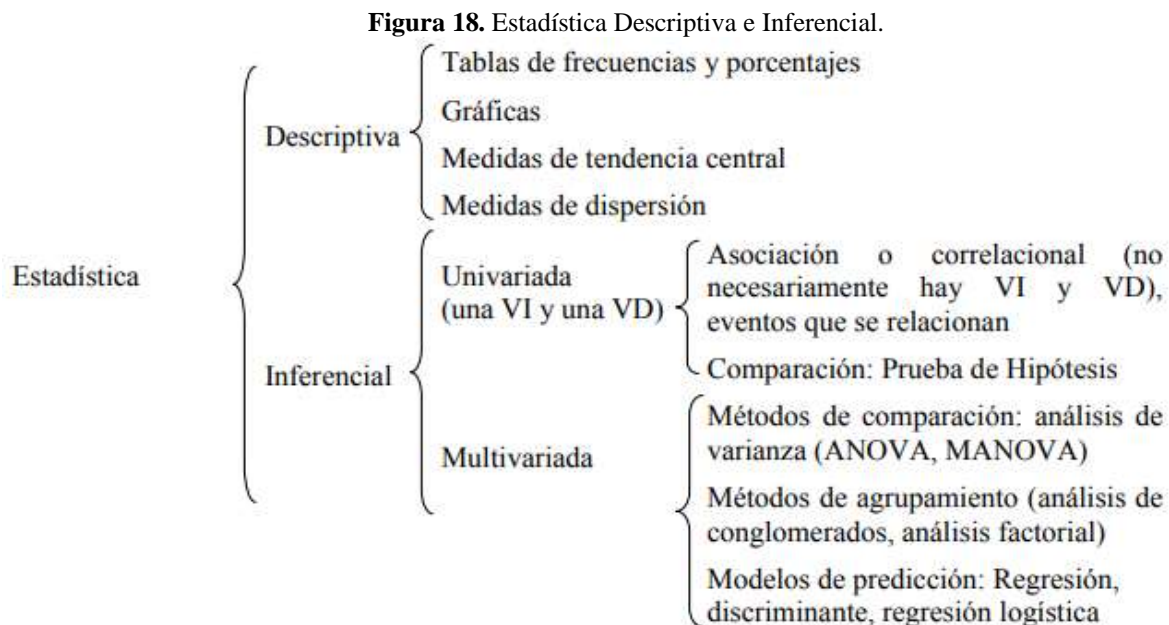 Figura 18. Estadística Descriptiva e Inferencial.
Estadística
Descriptiva
Tablas de frecuencias y porcentajes
Gráficas
Medidas de tendencia central
Medidas de dispersión
Inferencial
Univariada
(una VI y una VD)
Asociación o correlacional (no
necesariamente hay VI y VD),
eventos que se relacionan
Comparación: Prueba de Hipótesis
Multivariada
Métodos de comparación: análisis de
varianza (ANOVA, MANOVA)
Métodos de agrupamiento (análisis de
conglomerados, análisis factorial)
Modelos de predicción: Regresión,
discriminante, regresión logística